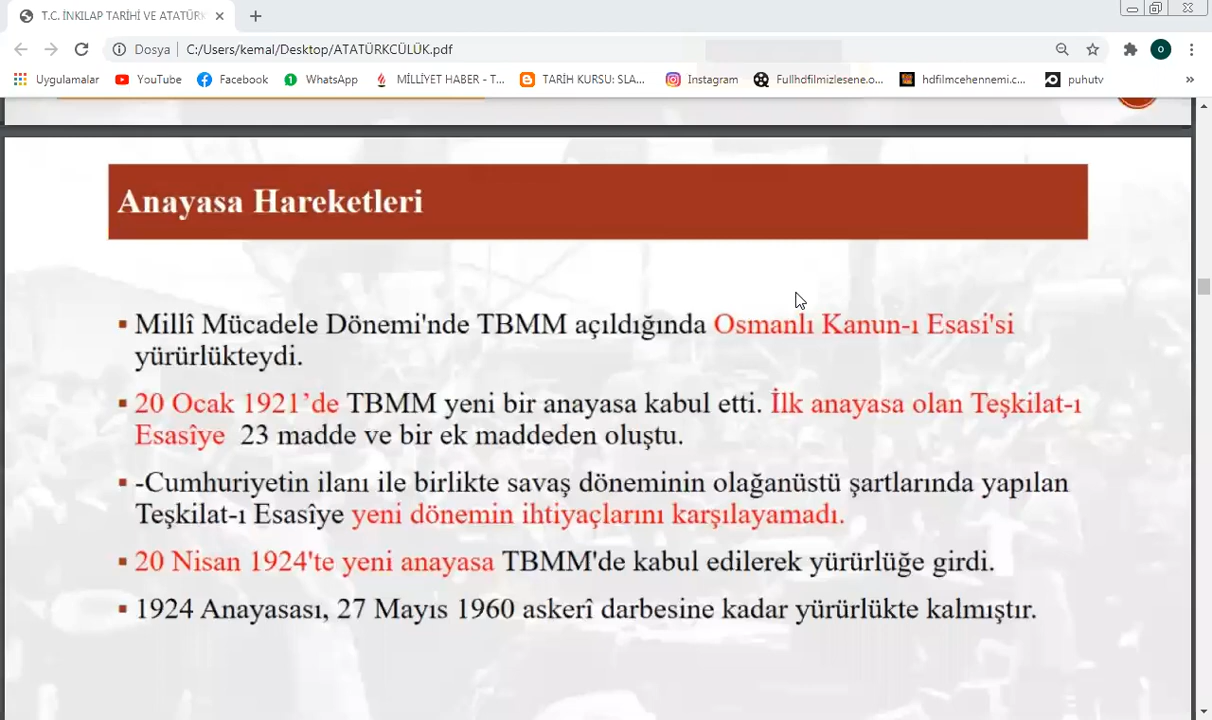 T.C. İNKILAP TARİHİ VE ATATÜRK
Dosya | C:/Users/kemal/Desktop/ATATÜRKCÜLÜK.pdf
Uygulamalar YouTube Facebook WhatsApp MİLLİYET HABER - T... TARİH KURSU: SLA... Instagram Fullhdfilmizlesene.o... hdfilmcehennemi.c... puhutv »
Anayasa Hareketleri
▪ Millî Mücadele Dönemi'nde TBMM açıldığında Osmanlı Kanun-ı Esasi'si
yürürlükteydi.
▪ 20 Ocak 1921’de TBMM yeni bir anayasa kabul etti. İlk anayasa olan Teşkilat-ı
Esasîye 23 madde ve bir ek maddeden oluştu.
▪ -Cumhuriyetin ilanı ile birlikte savaş döneminin olağanüstü şartlarında yapılan
Teşkilat-ı Esasîye yeni dönemin ihtiyaçlarını karşılayamadı.
▪ 20 Nisan 1924'te yeni anayasa TBMM'de kabul edilerek yürürlüğe girdi.
▪ 1924 Anayasası, 27 Mayıs 1960 askerî darbesine kadar yürürlükte kalmıştır.